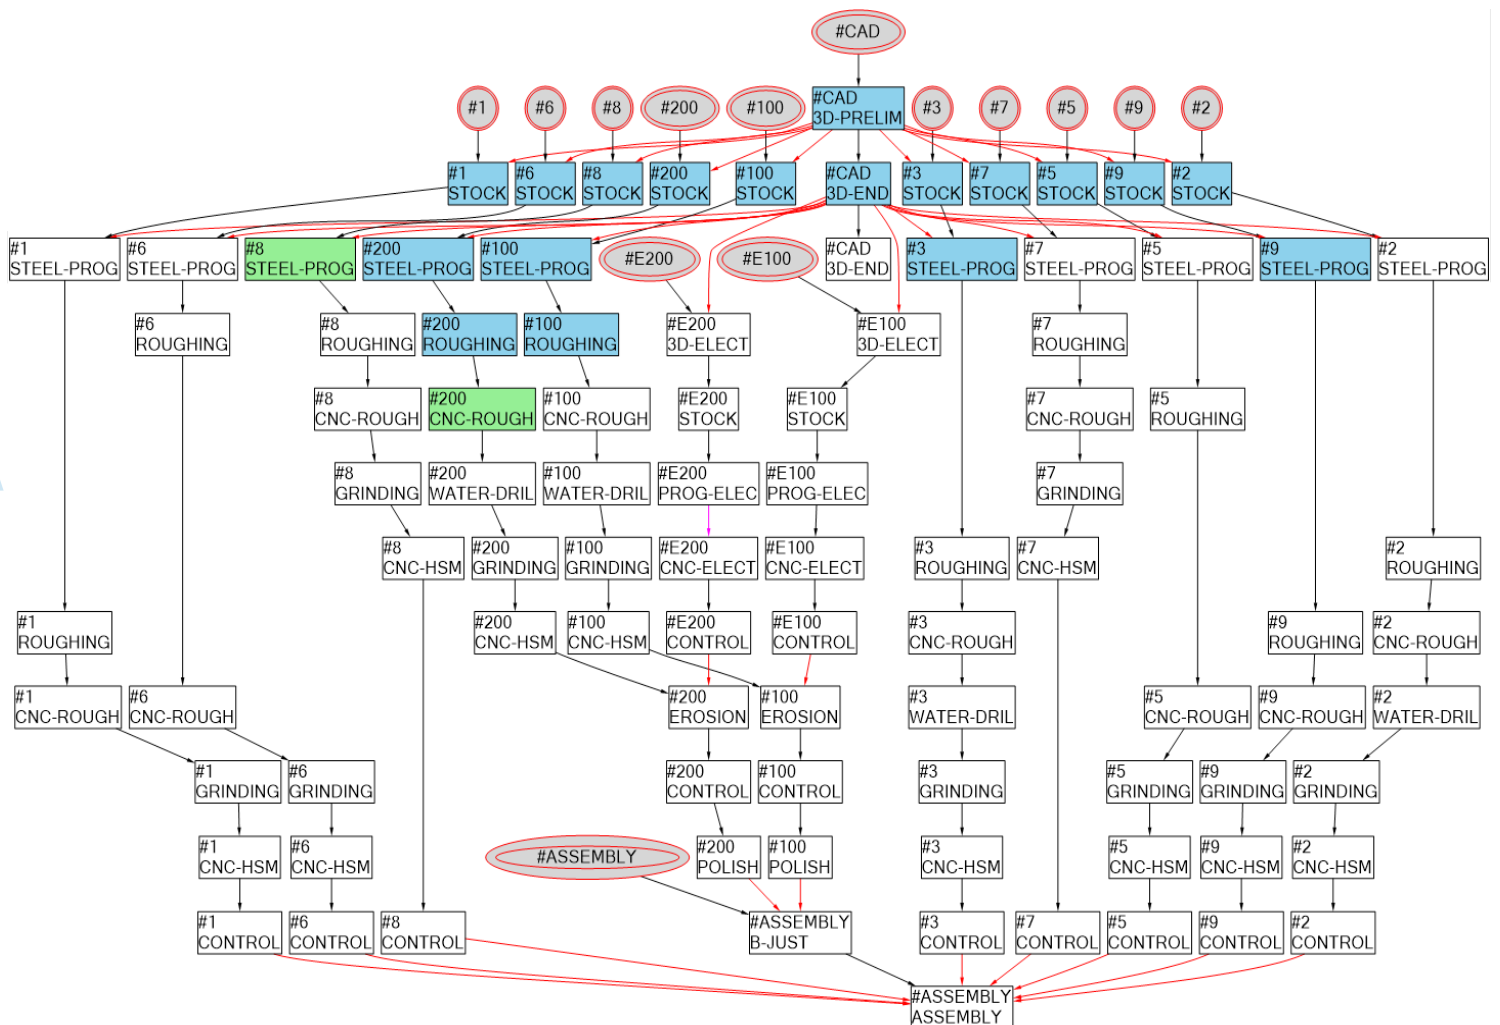 #CAD
#1
#6
#8
#200
#100
#CAD
3D-PRELIM
#3
#7
#5
#9
#2
#1
STOCK
#6
STOCK
#8
STOCK
#200
STOCK
#100
STOCK
#CAD
3D-END
#3
STOCK
#7
STOCK
#5
STOCK
#9
STOCK
#2
STOCK
#1
STEEL-PROG
#6
STEEL-PROG
#8
STEEL-PROG
#200
STEEL-PROG
#100
STEEL-PROG
#E200
#E100
#CAD
3D-END
#3
STEEL-PROG
#7
STEEL-PROG
#5
STEEL-PROG
#9
STEEL-PROG
#2
STEEL-PROG
#6
ROUGHING
#8
ROUGHING
#200
ROUGHING
#100
ROUGHING
#E200
3D-ELECT
#E100
3D-ELECT
#7
ROUGHING
#8
CNC-ROUGH
#200
CNC-ROUGH
#100
CNC-ROUGH
#E200
STOCK
#E100
STOCK
#7
CNC-ROUGH
#5
ROUGHING
#8
GRINDING
#200
WATER-DRIL
#100
WATER-DRIL
#E200
PROG-ELEC
#E100
PROG-ELEC
#7
GRINDING
#8
CNC-HSM
#200
GRINDING
#100
GRINDING
#E200
CNC-ELECT
#E100
CNC-ELECT
#3
ROUGHING
#7
CNC-HSM
#2
ROUGHING
#1
ROUGHING
#200
CNC-HSM
#100
CNC-HSM
#E200
CONTROL
#E100
CONTROL
#3
CNC-ROUGH
#9
ROUGHING
#2
CNC-ROUGH
#1
CNC-ROUGH
#6
CNC-ROUGH
#200
EROSION
#100
EROSION
#3
WATER-DRIL
#5
CNC-ROUGH
#9
CNC-ROUGH
#2
WATER-DRIL
#1
GRINDING
#6
GRINDING
#200
CONTROL
#100
CONTROL
#3
GRINDING
#5
GRINDING
#9
GRINDING
#2
GRINDING
#1
CNC-HSM
#6
CNC-HSM
#ASSEMBLY
#200
POLISH
#100
POLISH
#3
CNC-HSM
#5
CNC-HSM
#9
CNC-HSM
#2
CNC-HSM
#1
CONTROL
#6
CONTROL
#8
CONTROL
#ASSEMBLY
B-JUST
#3
CONTROL
#7
CONTROL
#5
CONTROL
#9
CONTROL
#2
CONTROL
#ASSEMBLY
ASSEMBLY